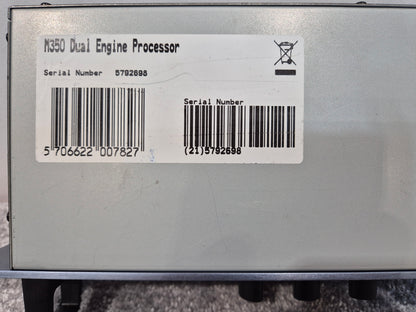 M350 Dual Engine Processor
Serial Number 5792698
Serial Number
5 706622 007827
(21)5792698